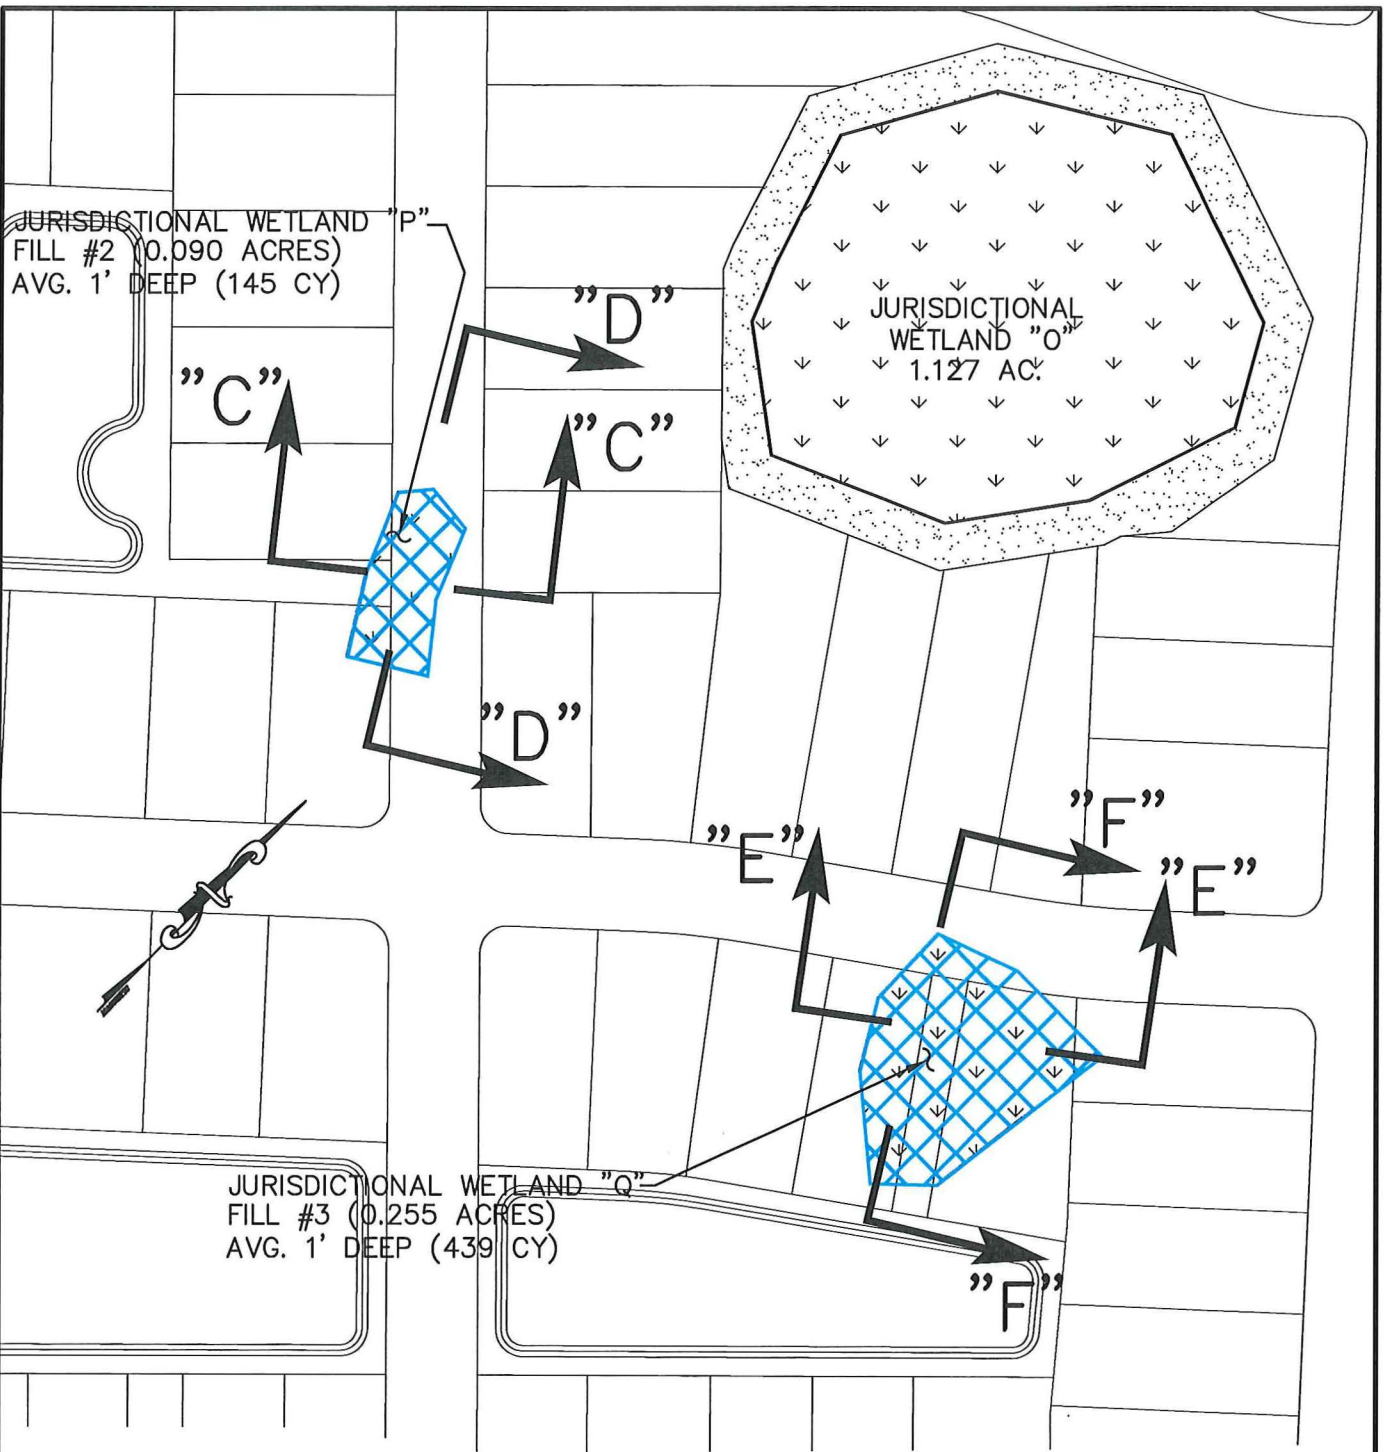 JURISDICTIONAL WETLAND "P"
FILL #2 (0.090 ACRES)
AVG. 1' DEEP (145 CY)
"D"
JURISDICTIONAL
WETLAND "O"
1.127 AC.
"C"
"C"
"D"
"F"
"E"
"E"
JURISDICTIONAL WETLAND "Q"
FILL #3 (0.255 ACRES)
AVG. 1' DEEP (439 CY)
"F"